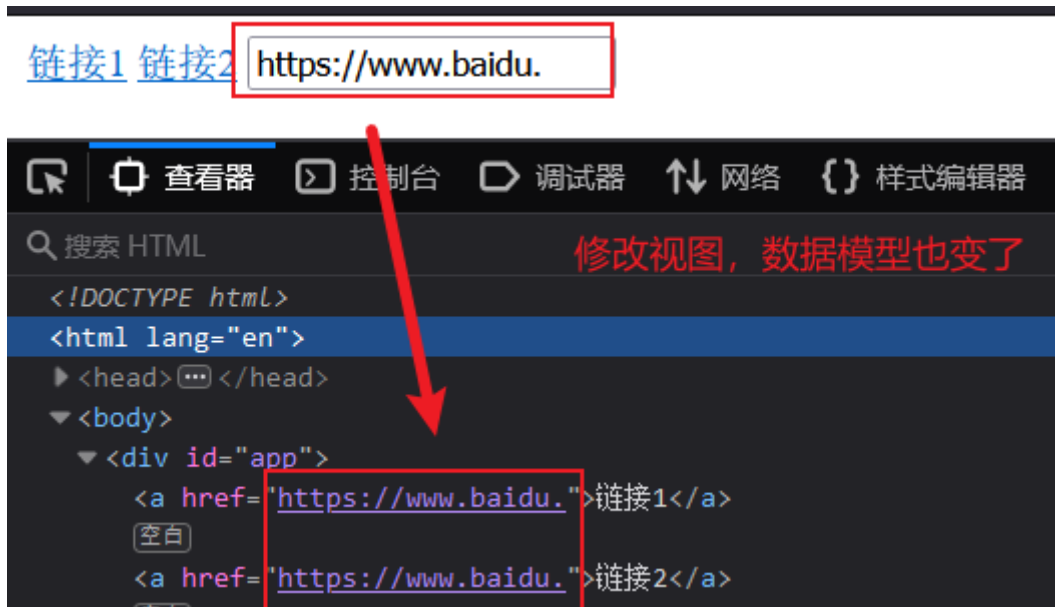 链接1 链接2 https://www.baidu.
查看器 控制台 调试器 网络 {} 样式编辑器
搜索 HTML 修改视图，数据模型也变了
<!DOCTYPE html>
<html lang="en">
<head> ••• </head>
<body>
<div id="app">
<a href="https://www.baidu.">链接1</a>
空白
<a href="https://www.baidu.">链接2</a>